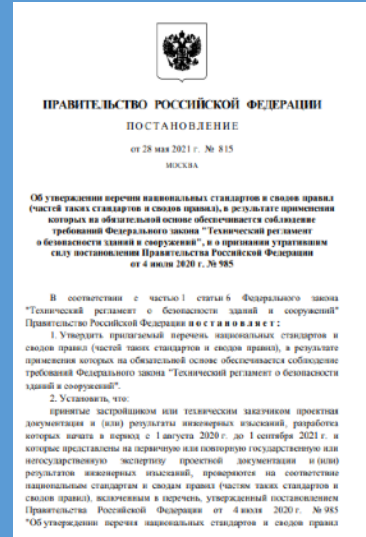 ПРАВИТЕЛЬСТВО РОССИЙСКОЙ ФЕДЕРАЦИИ
ПОСТАНОВЛЕНИЕ
от 28 мая 2021 г. № 815
МОСКВА
Об утверждении перечня национальных стандартов и сводов правил
(частей таких стандартов и сводов правил), в результате применения
которых на обязательной основе обеспечивается соблюдение
требований Федерального закона "Технический регламент
о безопасности зданий и сооружений", и о признании утратившим
силу постановления Правительства Российской Федерации
от 4 июля 2020 г. № 985
В соответствии с частью 1 статьи 6 Федерального закона
"Технический регламент о безопасности зданий и сооружений"
Правительство Российской Федерации постановляет:
1. Утвердить прилагаемый перечень национальных стандартов и
сводов правил (частей таких стандартов и сводов правил), в результате
применения которых на обязательной основе обеспечивается соблюдение
требований Федерального закона "Технический регламент о безопасности
зданий и сооружений".
2. Установить, что:
принятые застройщиком или техническим заказчиком проектная
документация и (или) результаты инженерных изысканий, разработка
которых начата в период с 1 августа 2020 г. до 1 сентября 2021 г. и
которые представлены на первичную или повторную государственную или
негосударственную экспертизу проектной документации и (или)
результатов инженерных изысканий, проверяются на соответствие
национальным стандартам и сводам правил (частям таких стандартов и
сводов правил), включенным в перечень, утвержденный постановлением
Правительства Российской Федерации от 4 июля 2020 г. № 985
"Об утверждении перечня национальных стандартов и сводов правил